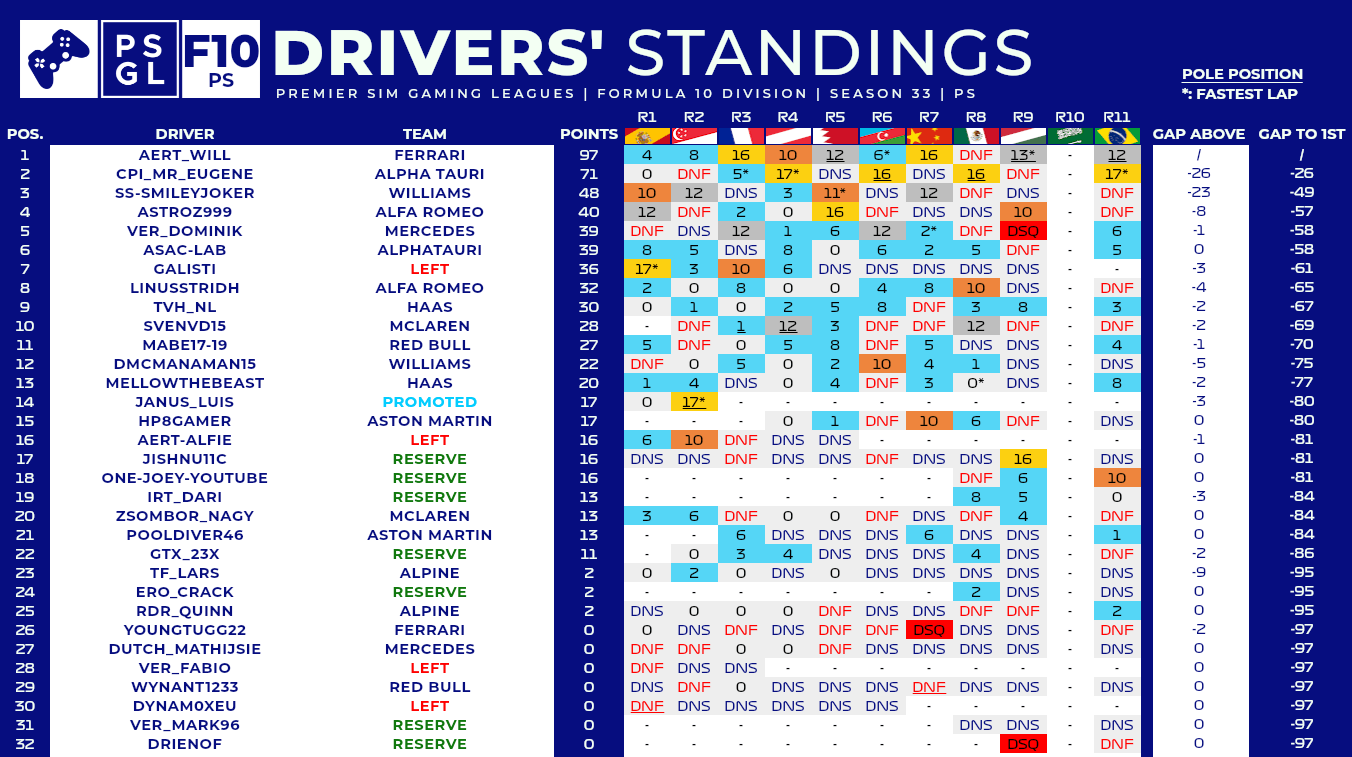 PS
GL
F10
PS
DRIVERS' STANDINGS
PREMIER SIM GAMING LEAGUES | FORMULA 10 DIVISION | SEASON 33 | PS
POLE POSITION
*: FASTEST LAP
R1 R2 R3 R4 R5 R6 R7 R8 R9 R10 R11
POS. DRIVER TEAM POINTS GAP ABOVE GAP TO 1ST
1 AERT_WILL FERRARI 97 4 8 16 10 12 6* 16 DNF 13* - 12 / /
2 CPI_MR_EUGENE ALPHA TAURI 71 0 DNF 5* 17* DNS 16 DNS 16 DNF - 17* -26 -26
3 SS-SMILEYJOKER WILLIAMS 48 10 12 DNS 3 11* DNS 12 DNF DNS - DNF -23 -49
4 ASTROZ999 ALFA ROMEO 40 12 DNF 2 0 16 DNF DNS DNS 10 - DNF -8 -57
5 VER_DOMINIK MERCEDES 39 DNF DNS 12 1 6 12 2* DNF DSQ - 6 -1 -58
6 ASAC-LAB ALPHATAURI 39 8 5 DNS 8 0 6 2 5 DNF - 5 0 -58
7 GALISTI LEFT 36 17* 3 10 6 DNS DNS DNS DNS DNS - - -3 -61
8 LINUSSTRIDH ALFA ROMEO 32 2 0 8 0 0 4 8 10 DNS - DNF -4 -65
9 TVH_NL HAAS 30 0 1 0 2 5 8 DNF 3 8 - 3 -2 -67
10 SVENVD15 MCLAREN 28 - DNF 1 12 3 DNF DNF 12 DNF - DNF -2 -69
11 MABE17-19 RED BULL 27 5 DNF 0 5 8 DNF 5 DNS DNS - 4 -1 -70
12 DMCMANAMAN15 WILLIAMS 22 DNF 0 5 0 2 10 4 1 DNS - DNS -5 -75
13 MELLOWTHEBEAST HAAS 20 1 4 DNS 0 4 DNF 3 0* DNS - 8 -2 -77
14 JANUS_LUIS PROMOTED 17 0 17* - - - - - - - - - -3 -80
15 HP8GAMER ASTON MARTIN 17 - - - 0 1 DNF 10 6 DNF - DNS 0 -80
16 AERT-ALFIE LEFT 16 6 10 DNF DNS DNS - - - - - - -1 -81
17 JISHNU11C RESERVE 16 DNS DNS DNF DNS DNS DNF DNS DNS 16 - DNS 0 -81
18 ONE-JOEY-YOUTUBE RESERVE 16 - - - - - - - DNF 6 - 10 0 -81
19 IRT_DARI RESERVE 13 - - - - - - - 8 5 - 0 -3 -84
20 ZSOMBOR_NAGY MCLAREN 13 3 6 DNF 0 0 DNF DNS DNF 4 - DNF 0 -84
21 POOLDIVER46 ASTON MARTIN 13 - - 6 DNS DNS DNS 6 DNS DNS - 1 0 -84
22 GTX_23X RESERVE 11 - 0 3 4 DNS DNS DNS 4 DNS - DNF -2 -86
23 TF_LARS ALPINE 2 0 2 0 DNS 0 DNS DNS DNS DNS - DNS -9 -95
24 ERO_CRACK RESERVE 2 - - - - - - - 2 DNS - DNS 0 -95
25 RDR_QUINN ALPINE 2 DNS 0 0 0 DNF DNS DNS DNF DNF - 2 0 -95
26 YOUNGTUGG22 FERRARI 0 0 DNS DNF DNS DNF DNF DSQ DNS DNS - DNF -2 -97
27 DUTCH_MATHIJSIE MERCEDES 0 DNF DNF 0 0 DNF DNS DNS DNS DNS - DNS 0 -97
28 VER_FABIO LEFT 0 DNF DNS DNS - - - - - - - - 0 -97
29 WYNANT1233 RED BULL 0 DNS DNF 0 DNS DNS DNS DNF DNS DNS - DNS 0 -97
30 DYNAM0XEU LEFT 0 DNF DNS DNS DNS DNS DNS - - - - - 0 -97
31 VER_MARK96 RESERVE 0 - - - - - - - DNS DNS - DNS 0 -97
32 DRIENOF RESERVE 0 - - - - - - - - DSQ - DNF 0 -97